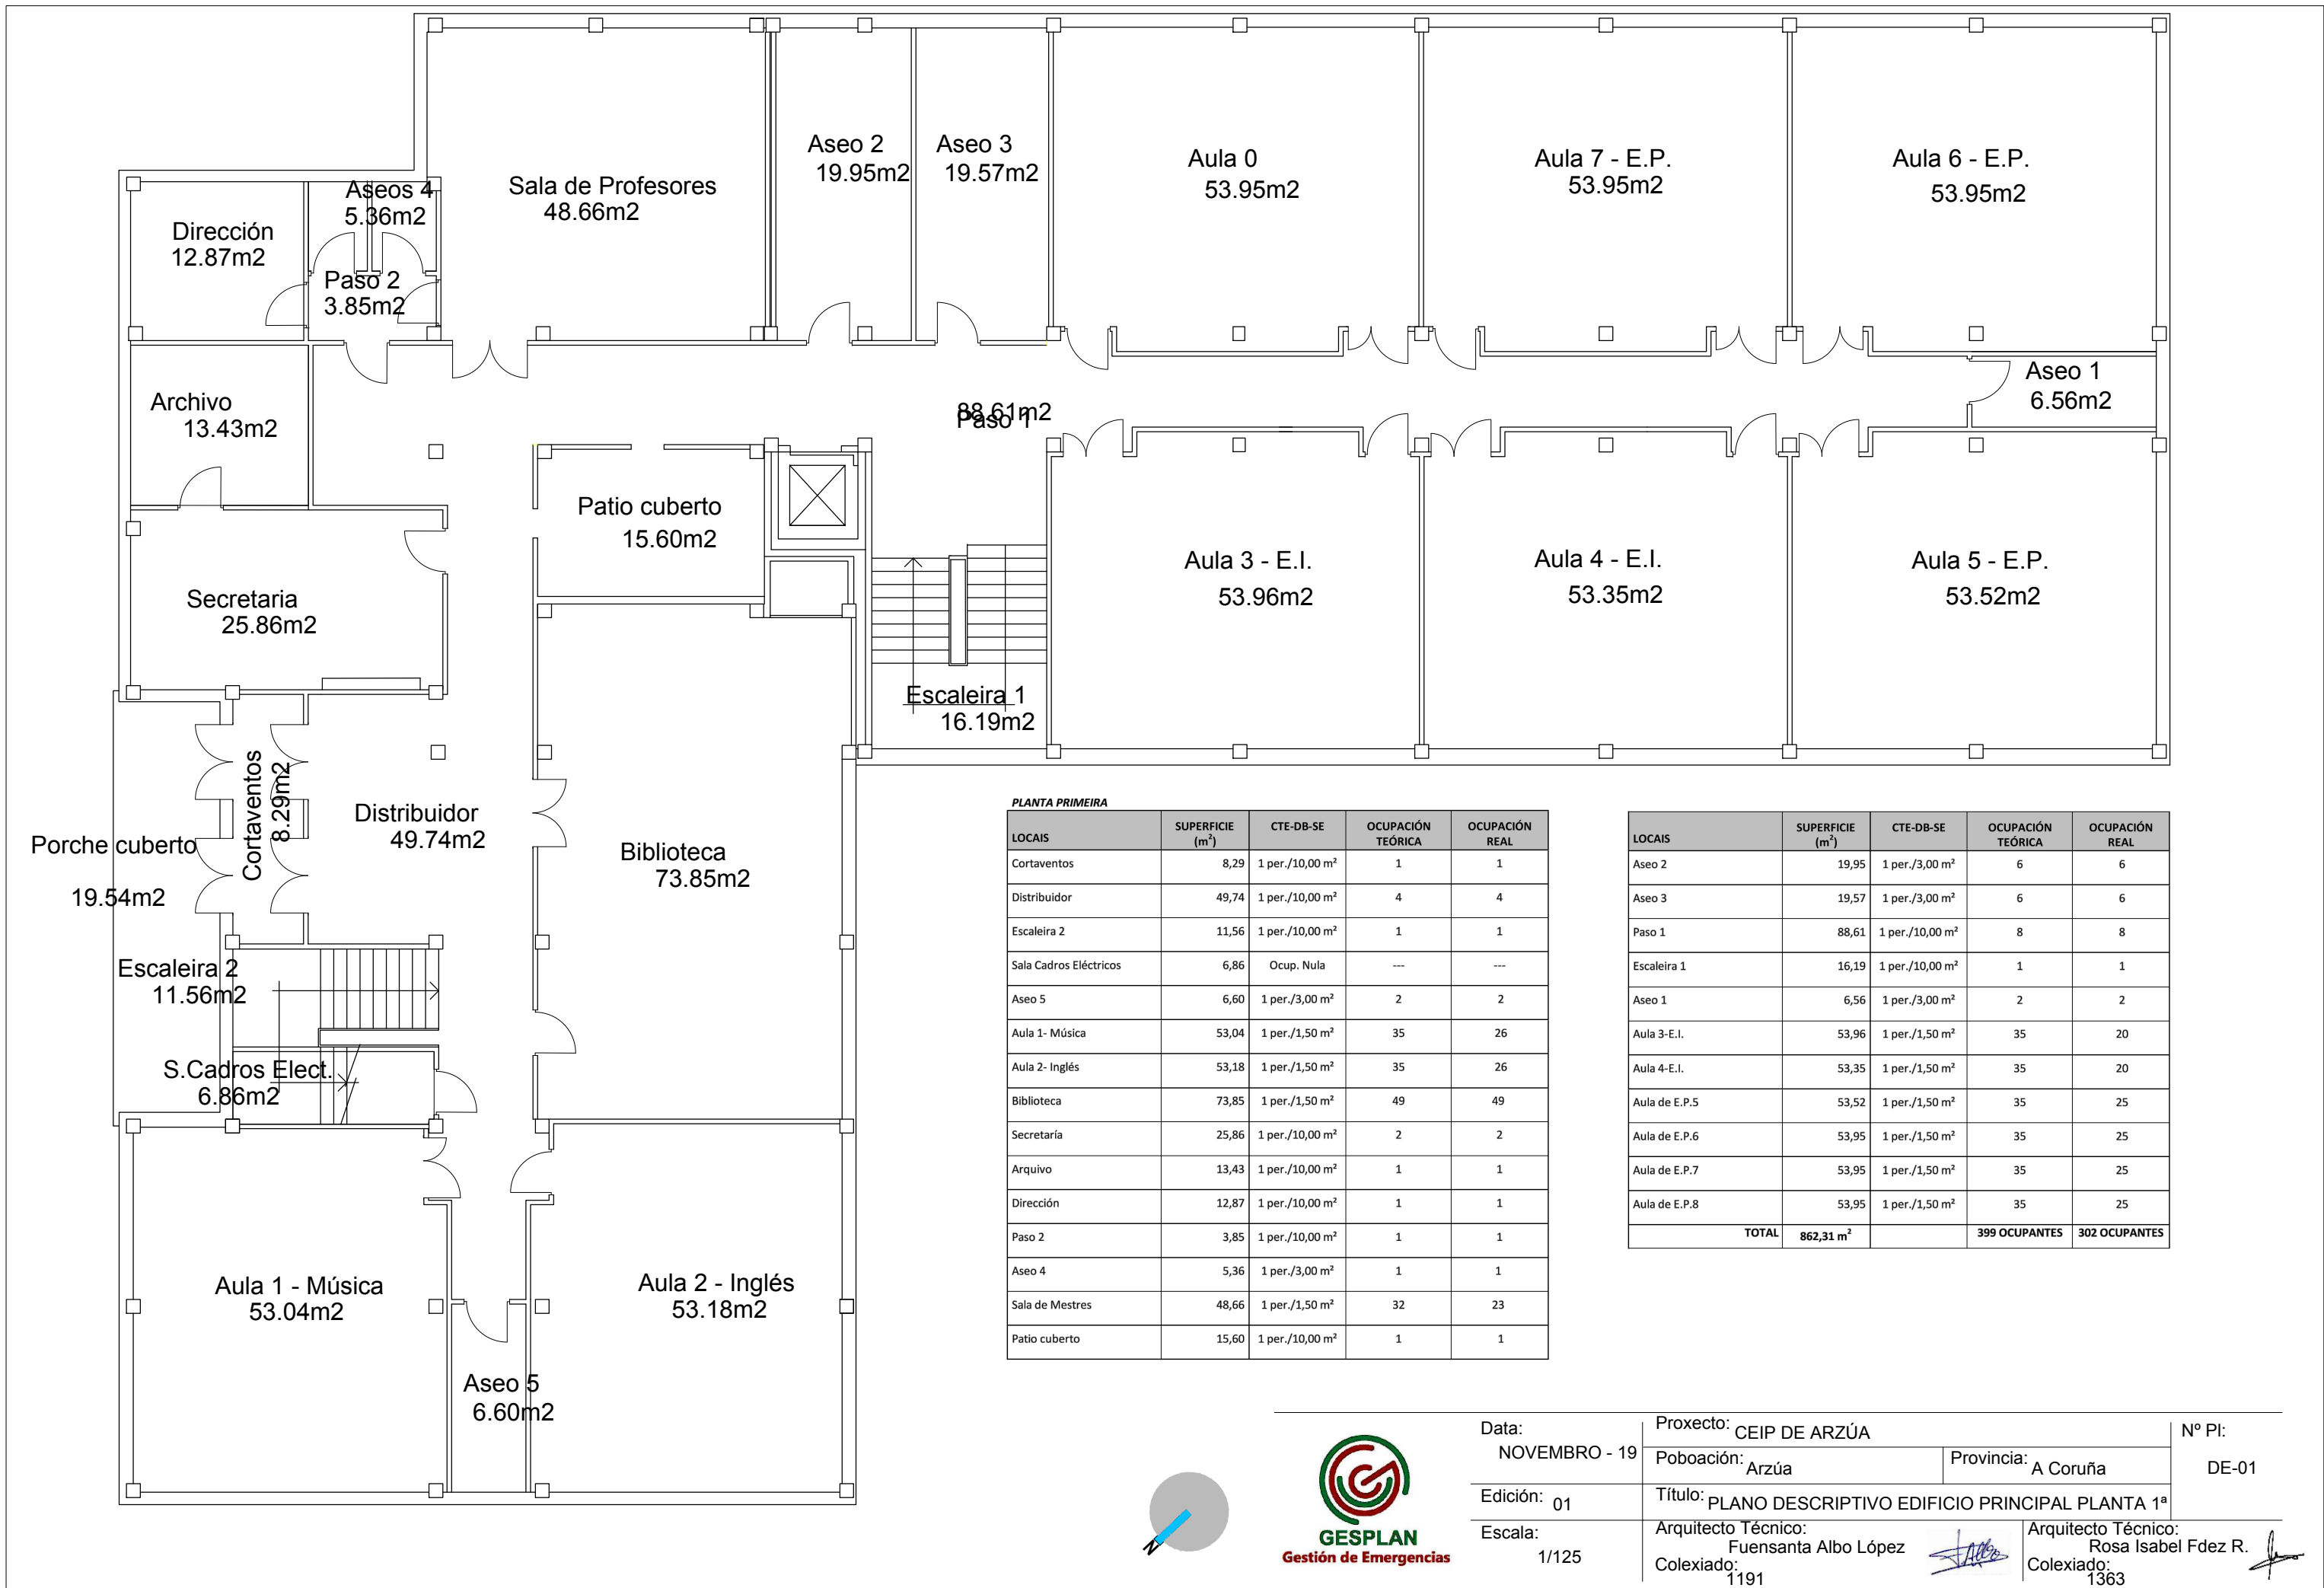 Sala de Profesores
48.66m2
Aseo 2
19.95m2
Aseo 3
19.57m2
Aula 0
53.95m2
Aula 7 - E.P.
53.95m2
Aula 6 - E.P.
53.95m2
Dirección
12.87m2
Aseos 4
5.36m2
Paso 2
3.85m2
Archivo
13.43m2
88.61m2
Paso 1
Aseo 1
6.56m2
Patio cuberto
15.60m2
Secretaria
25.86m2
Aula 3 - E.I.
53.96m2
Aula 4 - E.I.
53.35m2
Aula 5 - E.P.
53.52m2
Escaleira 1
16.19m2
Cortaventos
8.29m2
Distribuidor
49.74m2
Porche cuberto
19.54m2
Biblioteca
73.85m2
Escaleira 2
11.56m2
S.Cadros Elect.
6.86m2
Aula 1 - Música
53.04m2
Aula 2 - Inglés
53.18m2
Aseo 5
6.60m2
PLANTA PRIMEIRA
LOCAIS SUPERFICIE (m²) CTE-DB-SE OCUPACIÓN TEÓRICA OCUPACIÓN REAL
Cortaventos 8,29 1 per./10,00 m² 1 1
Distribuidor 49,74 1 per./10,00 m² 4 4
Escaleira 2 11,56 1 per./10,00 m² 1 1
Sala Cadros Eléctricos 6,86 Ocup. Nula --- ---
Aseo 5 6,60 1 per./3,00 m² 2 2
Aula 1- Música 53,04 1 per./1,50 m² 35 26
Aula 2- Inglés 53,18 1 per./1,50 m² 35 26
Biblioteca 73,85 1 per./1,50 m² 49 49
Secretaría 25,86 1 per./10,00 m² 2 2
Arquivo 13,43 1 per./10,00 m² 1 1
Dirección 12,87 1 per./10,00 m² 1 1
Paso 2 3,85 1 per./10,00 m² 1 1
Aseo 4 5,36 1 per./3,00 m² 1 1
Sala de Mestres 48,66 1 per./1,50 m² 32 23
Patio cuberto 15,60 1 per./10,00 m² 1 1
LOCAIS SUPERFICIE (m²) CTE-DB-SE OCUPACIÓN TEÓRICA OCUPACIÓN REAL
Aseo 2 19,95 1 per./3,00 m² 6 6
Aseo 3 19,57 1 per./3,00 m² 6 6
Paso 1 88,61 1 per./10,00 m² 8 8
Escaleira 1 16,19 1 per./10,00 m² 1 1
Aseo 1 6,56 1 per./3,00 m² 2 2
Aula 3-E.I. 53,96 1 per./1,50 m² 35 20
Aula 4-E.I. 53,35 1 per./1,50 m² 35 20
Aula de E.P.5 53,52 1 per./1,50 m² 35 25
Aula de E.P.6 53,95 1 per./1,50 m² 35 25
Aula de E.P.7 53,95 1 per./1,50 m² 35 25
Aula de E.P.8 53,95 1 per./1,50 m² 35 25
TOTAL 862,31 m² 399 OCUPANTES 302 OCUPANTES
N
GESPLAN
Gestión de Emergencias
Data:
NOVEMBRO - 19
Edición: 01
Escala:
1/125
Proxecto: CEIP DE ARZÚA
Poboación: Arzúa
Provincia: A Coruña
Nº Pl:
DE-01
Título: PLANO DESCRIPTIVO EDIFICIO PRINCIPAL PLANTA 1ª
Arquitecto Técnico:
Fuensanta Albo López
Colexiado:
1191
Arquitecto Técnico:
Rosa Isabel Fdez R.
Colexiado:
1363